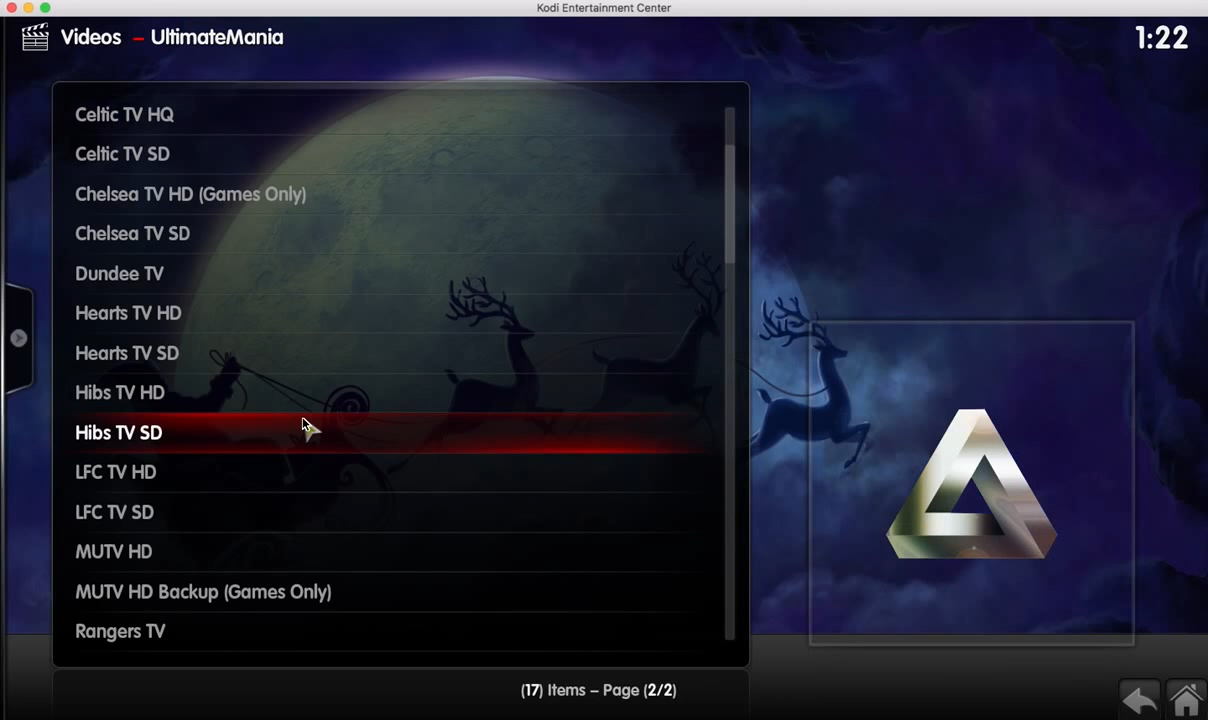 Kodi Entertainment Center
Videos – UltimateMania
1:22
Celtic TV HQ
Celtic TV SD
Chelsea TV HD (Games Only)
Chelsea TV SD
Dundee TV
Hearts TV HD
Hearts TV SD
Hibs TV HD
Hibs TV SD
LFC TV HD
LFC TV SD
MUTV HD
MUTV HD Backup (Games Only)
Rangers TV
(17) Items – Page (2/2)